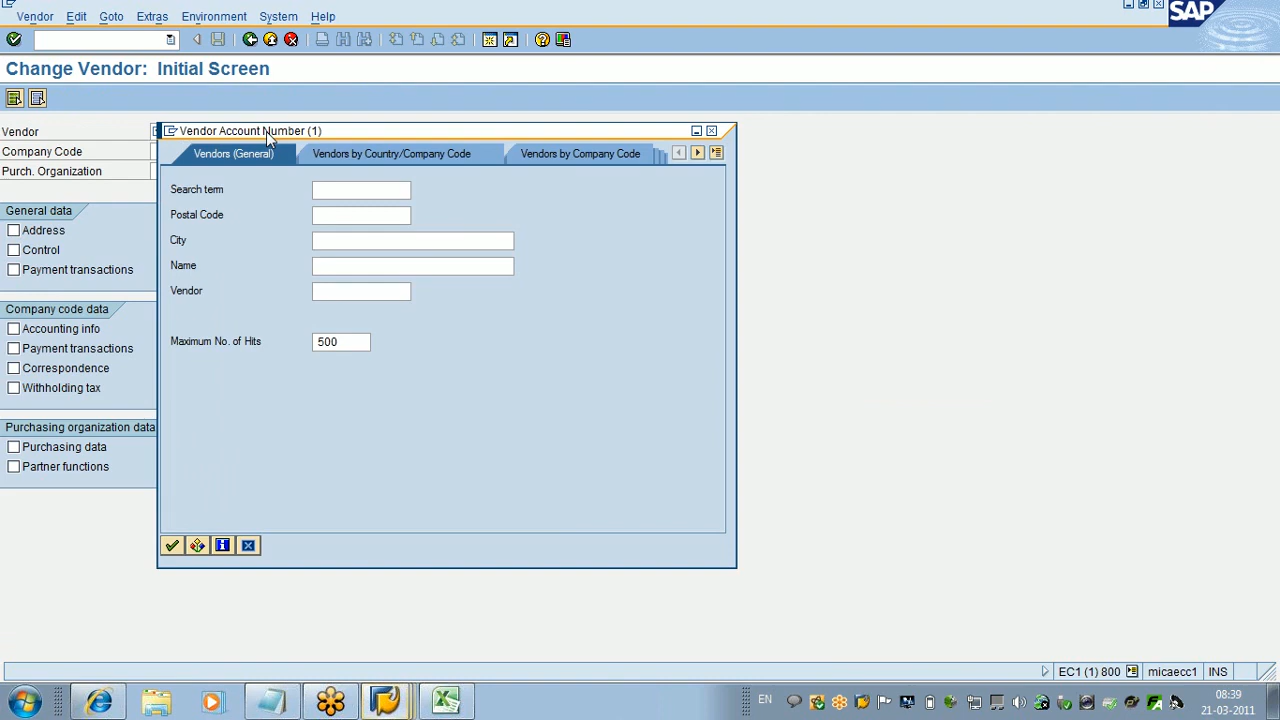 Vendor Edit Goto Extras Environment System Help
SAP
Change Vendor: Initial Screen
Vendor
Company Code
Purch. Organization
General data
Address
Control
Payment transactions
Company code data
Accounting info
Payment transactions
Correspondence
Withholding tax
Purchasing organization data
Purchasing data
Partner functions
Vendor Account Number (1)
Vendors (General) Vendors by Country/Company Code Vendors by Company Code
Search term
Postal Code
City
Name
Vendor
Maximum No. of Hits 500
EC1 (1) 800 micaecc1 INS
EN 08:39
21-03-2011